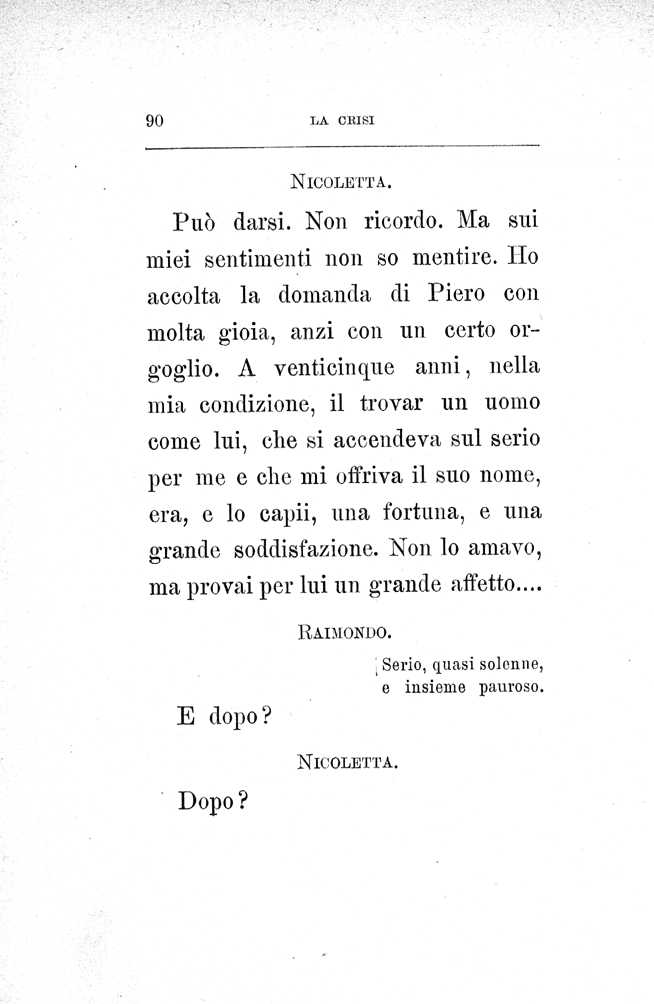 90 LA CRISI
NICOLETTA.
Può darsi. Non ricordo. Ma sui
miei sentimenti non so mentire. Ho
accolta la domanda di Piero con
molta gioia, anzi con un certo or-
goglio. A venticinque anni, nella
mia condizione, il trovar un uomo
come lui, che si accendeva sul serio
per me e che mi offriva il suo nome,
era, e lo capii, una fortuna, e una
grande soddisfazione. Non lo amavo,
ma provai per lui un grande affetto....
RAIMONDO.
Serio, quasi solenne,
e insieme pauroso.
E dopo?
NICOLETTA.
Dopo?